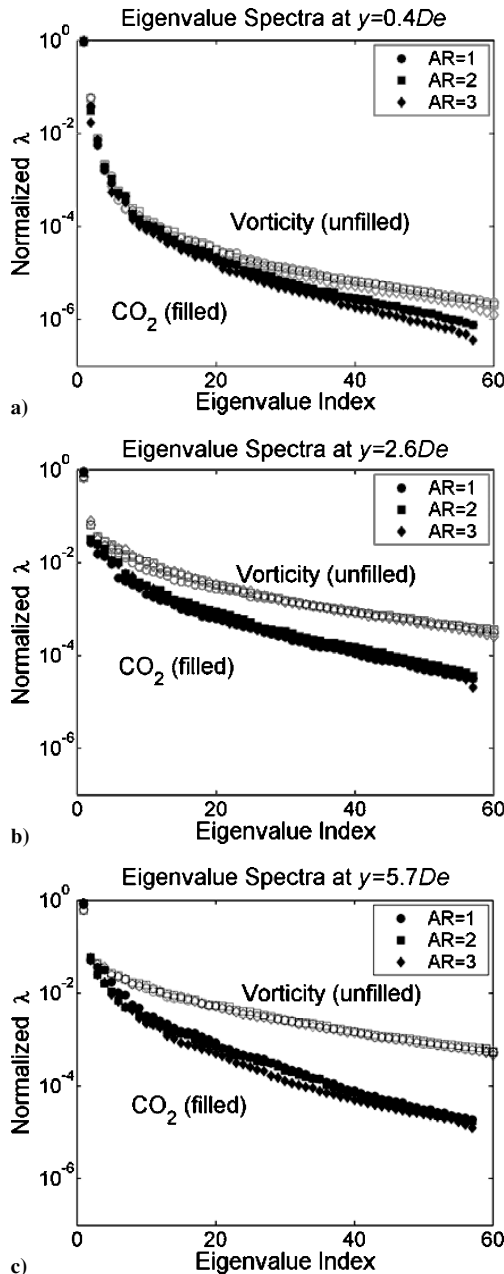 Eigenvalue Spectra at y=0.4De
10^0
10^-2
10^-4
10^-6
Normalized λ
AR=1
AR=2
AR=3
Vorticity (unfilled)
CO₂ (filled)
0 20 40 60
Eigenvalue Index
a)
Eigenvalue Spectra at y=2.6De
10^0
10^-2
10^-4
10^-6
Normalized λ
AR=1
AR=2
AR=3
Vorticity (unfilled)
CO₂ (filled)
0 20 40 60
Eigenvalue Index
b)
Eigenvalue Spectra at y=5.7De
10^0
10^-2
10^-4
10^-6
Normalized λ
AR=1
AR=2
AR=3
Vorticity (unfilled)
CO₂ (filled)
0 20 40 60
Eigenvalue Index
c)